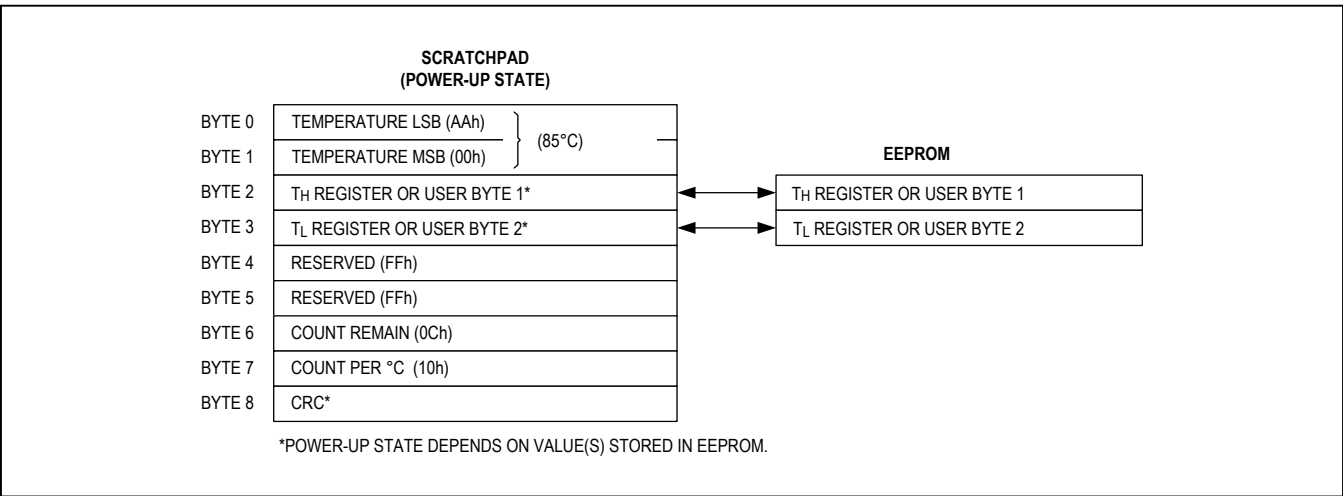 SCRATCHPAD
(POWER-UP STATE)
BYTE 0 TEMPERATURE LSB (AAh)
(85°C)
BYTE 1 TEMPERATURE MSB (00h)
EEPROM
BYTE 2 TH REGISTER OR USER BYTE 1* TH REGISTER OR USER BYTE 1
BYTE 3 TL REGISTER OR USER BYTE 2* TL REGISTER OR USER BYTE 2
BYTE 4 RESERVED (FFh)
BYTE 5 RESERVED (FFh)
BYTE 6 COUNT REMAIN (0Ch)
BYTE 7 COUNT PER °C (10h)
BYTE 8 CRC*
*POWER-UP STATE DEPENDS ON VALUE(S) STORED IN EEPROM.